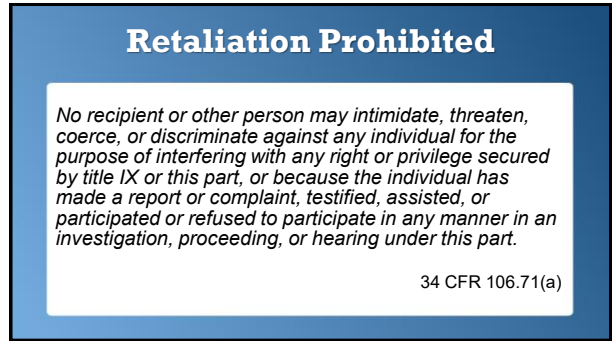 Retaliation Prohibited
No recipient or other person may intimidate, threaten,
coerce, or discriminate against any individual for the
purpose of interfering with any right or privilege secured
by title IX or this part, or because the individual has
made a report or complaint, testified, assisted, or
participated or refused to participate in any manner in an
investigation, proceeding, or hearing under this part.
34 CFR 106.71(a)